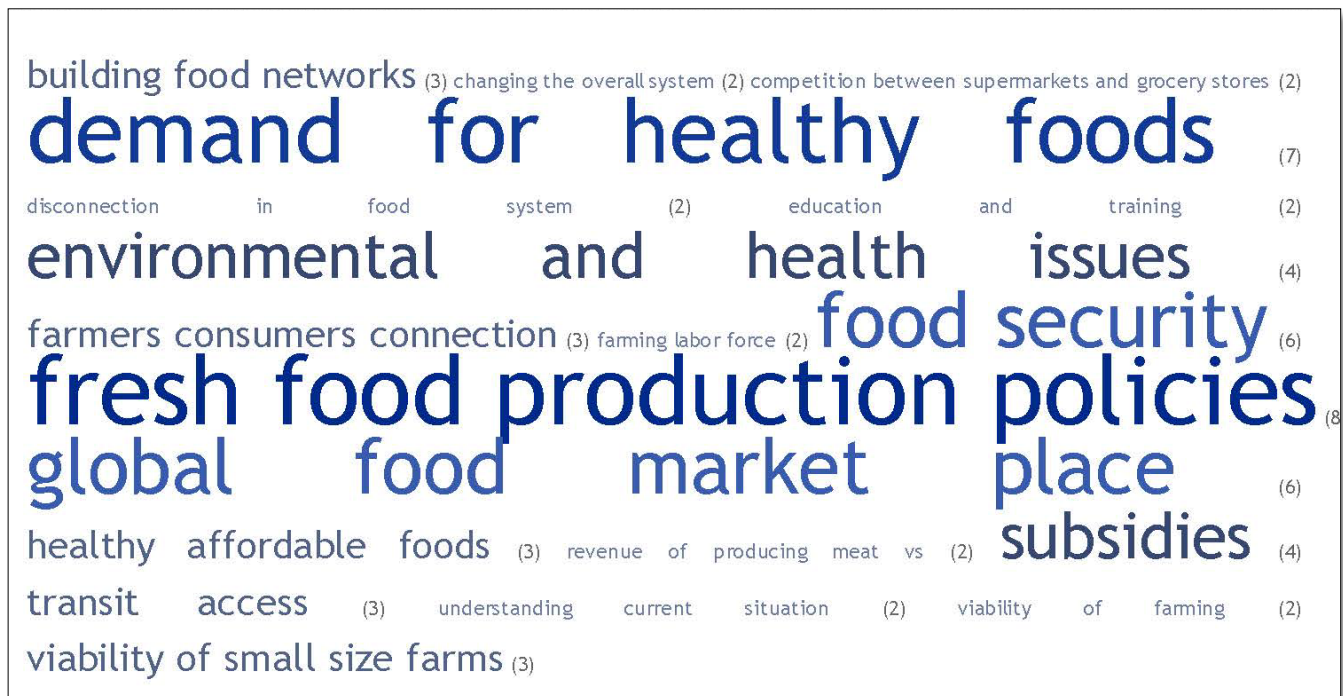 building food networks (3) changing the overall system (2) competition between supermarkets and grocery stores (2)
demand for healthy foods (7)
disconnection in food system (2) education and training (2)
environmental and health issues (4)
farmers consumers connection (3) farming labor force (2) food security (6)
fresh food production policies (8
global food market place (6)
healthy affordable foods (3) revenue of producing meat vs (2) subsidies (4)
transit access (3) understanding current situation (2) viability of farming (2)
viability of small size farms (3)